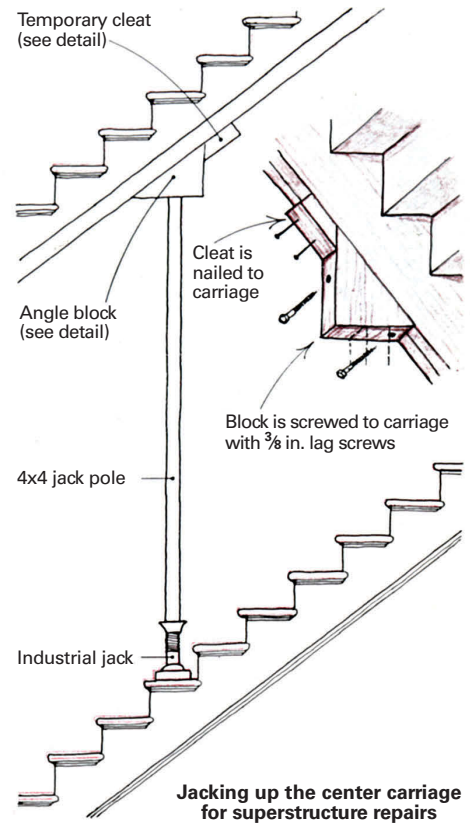 Temporary cleat
(see detail)
Cleat is
nailed to
carriage
Angle block
(see detail)
Block is screwed to carriage
with 3⁄8 in. lag screws
4x4 jack pole
Industrial jack
Jacking up the center carriage
for superstructure repairs